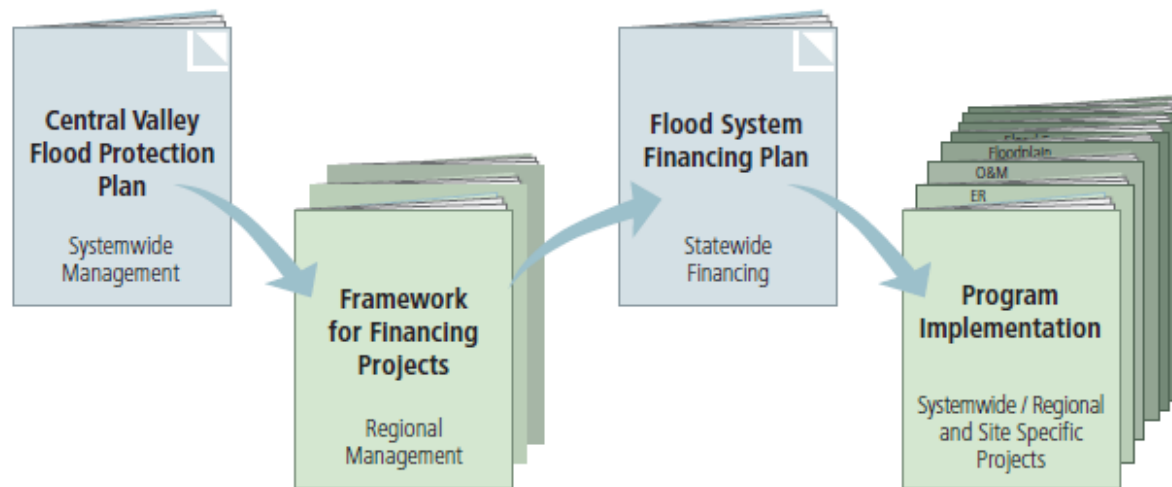 Central Valley
Flood Protection
Plan
Systemwide
Management
Framework
for Financing
Projects
Regional
Management
Flood System
Financing Plan
Statewide
Financing
Floodplain
O&M
ER
Program
Implementation
Systemwide / Regional
and Site Specific
Projects